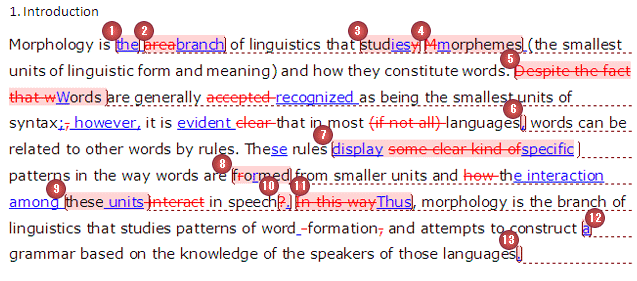 1. Introduction
1 2 3 4
Morphology is the areabranch of linguistics that studiesy Mmorphemes (the smallest
5
units of linguistic form and meaning) and how they constitute words. Despite the fact
that wWords are generally accepted recognized as being the smallest units of
6
syntax;, however, it is evident clear that in most (if not all) languages, words can be
7
related to other words by rules. These rules display some clear kind ofspecific
8
patterns in the way words are formed from smaller units and how the interaction
9 10 11
among these unitsinteract in speech?. In this wayThus, morphology is the branch of
12
linguistics that studies patterns of word -formation, and attempts to construct a
13
grammar based on the knowledge of the speakers of those languages.